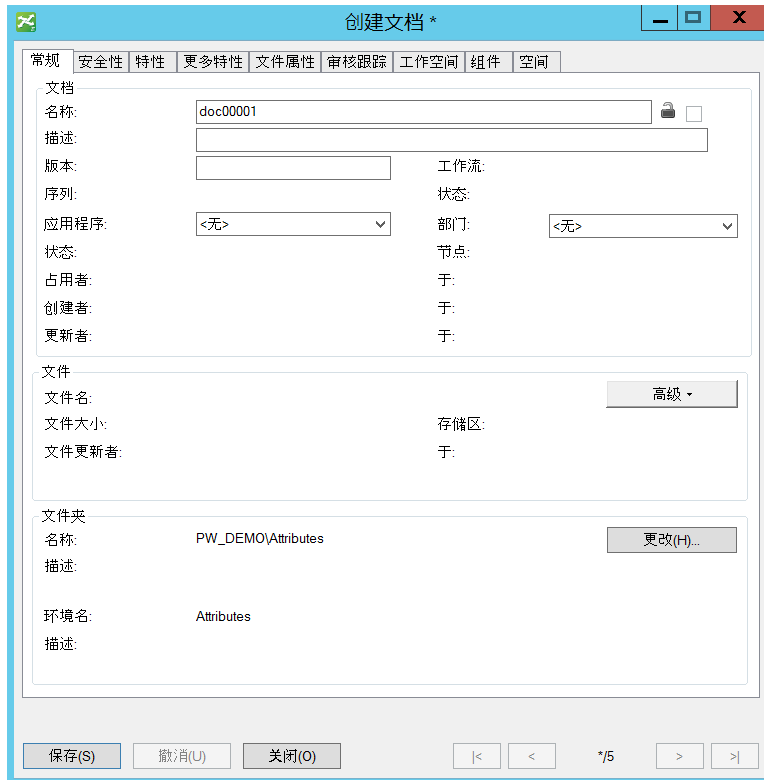 创建文档 *
常规 安全性 特性 更多特性 文件属性 审核跟踪 工作空间 组件 空间
文档
名称: doc00001
描述:
版本: 工作流:
序列: 状态:
应用程序: <无> 部门: <无>
状态: 节点:
占用者: 于:
创建者: 于:
更新者: 于:
文件
文件名: 高级
文件大小: 存储区:
文件更新者: 于:
文件夹
名称: PW_DEMO\Attributes 更改(H)...
描述:
环境名: Attributes
描述:
保存(S) 撤消(U) 关闭(O) |< < */5 > >|